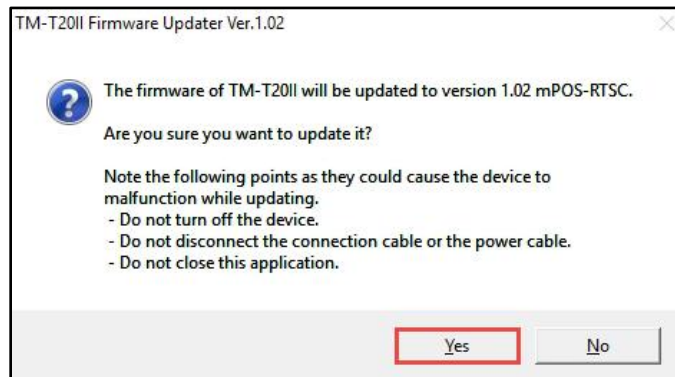 TM-T20II Firmware Updater Ver.1.02
The firmware of TM-T20II will be updated to version 1.02 mPOS-RTSC.
Are you sure you want to update it?
Note the following points as they could cause the device to
malfunction while updating.
- Do not turn off the device.
- Do not disconnect the connection cable or the power cable.
- Do not close this application.
Yes No